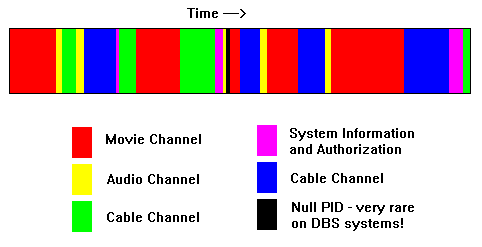 Time -->
Movie Channel
Audio Channel
Cable Channel
System Information
and Authorization
Cable Channel
Null PID - very rare
on DBS systems!